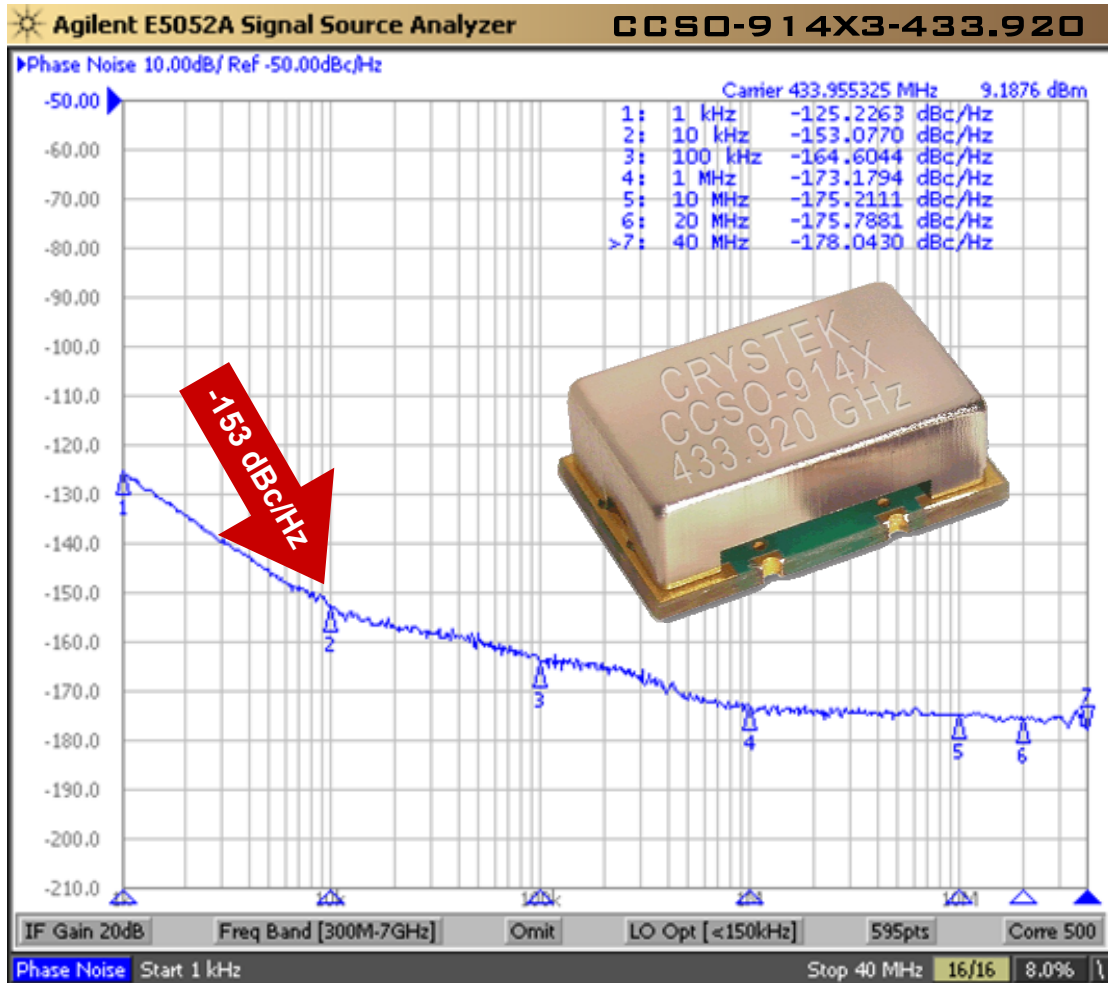 Agilent E5052A Signal Source Analyzer
CCSO-914X3-433.920
Phase Noise 10.00dB/ Ref -50.00dBc/Hz
Carrier 433.955325 MHz 9.1876 dBm
1: 1 kHz -125.2263 dBc/Hz
2: 10 kHz -153.0770 dBc/Hz
3: 100 kHz -164.6044 dBc/Hz
4: 1 MHz -173.1794 dBc/Hz
5: 10 MHz -175.2111 dBc/Hz
6: 20 MHz -175.7881 dBc/Hz
>7: 40 MHz -178.0430 dBc/Hz
-50.00
-60.00
-70.00
-80.00
-90.00
-100.0
-110.0
-120.0
-130.0
-140.0
-150.0
-160.0
-170.0
-180.0
-190.0
-200.0
-210.0
-153 dBc/Hz
CRYSTEK
CCSO-914X
433.920 GHz
1
2
3
4
5
6
7
10k
100k
1M
10M
IF Gain 20dB Freq Band [300M-7GHz] Omit LO Opt [<150kHz] 595pts Corre 500
Phase Noise Start 1 kHz Stop 40 MHz 16/16 8.0%